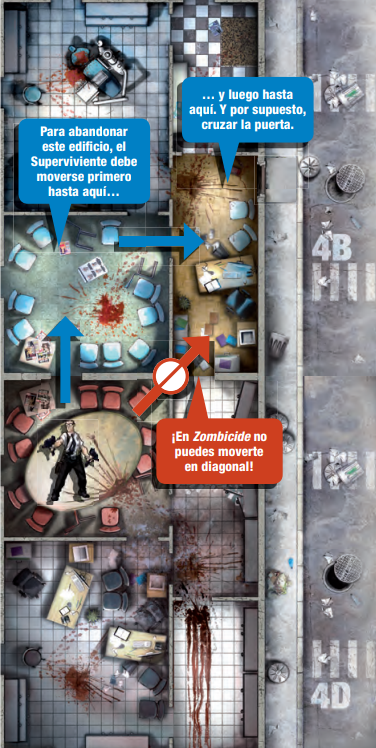 … y luego hasta
aquí. Y por supuesto,
cruzar la puerta.
Para abandonar
este edificio, el
Superviviente debe
moverse primero
hasta aquí…
4B
¡En Zombicide no
puedes moverte
en diagonal!
4D